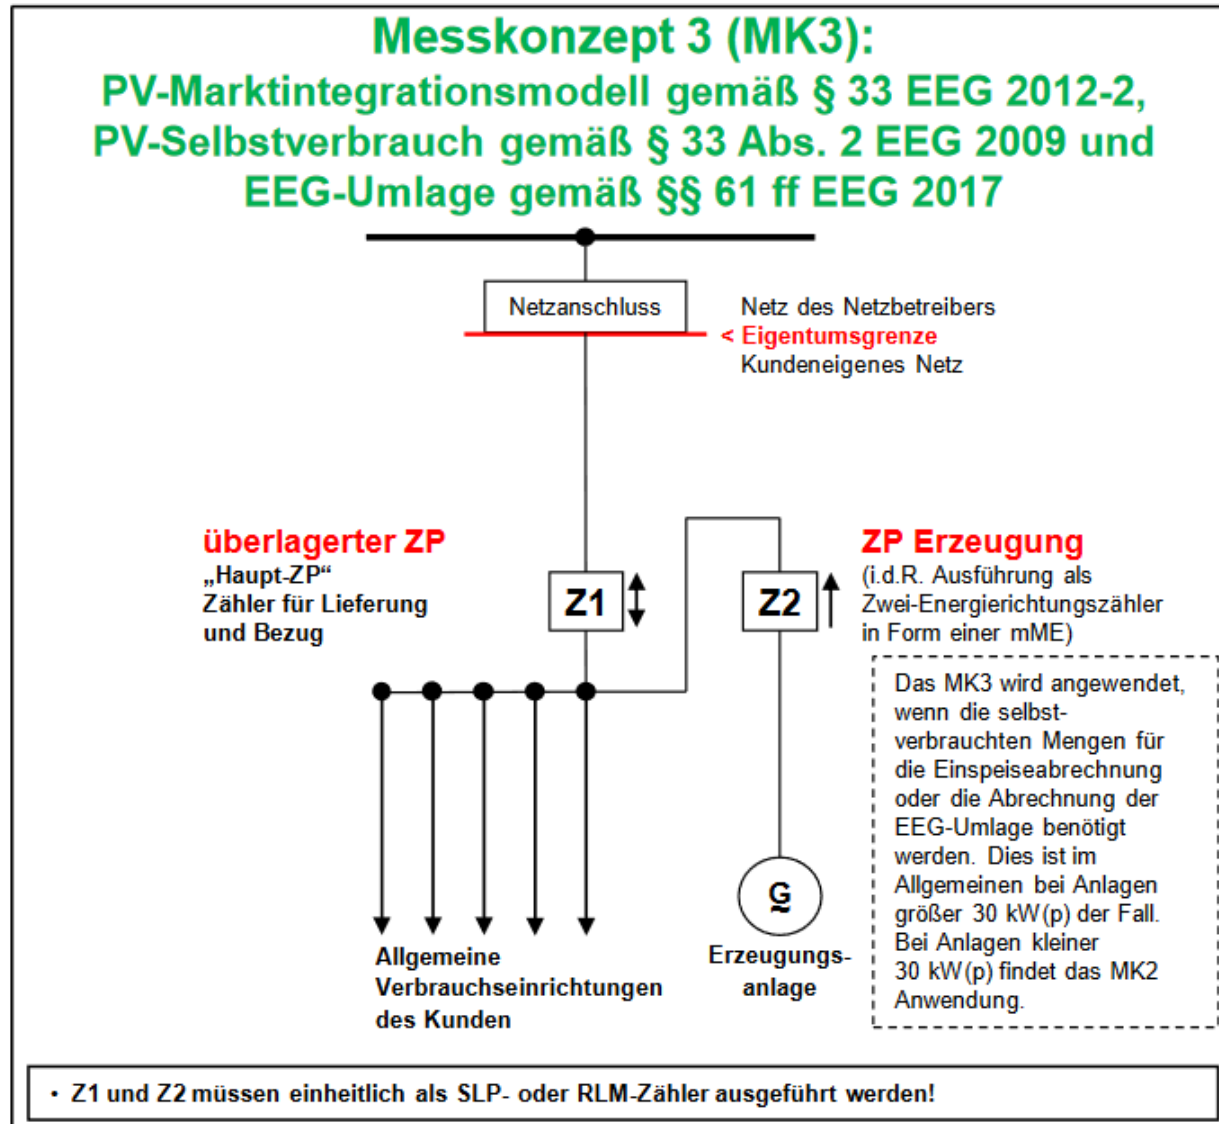 Messkonzept 3 (MK3):
PV-Marktintegrationsmodell gemäß § 33 EEG 2012-2,
PV-Selbstverbrauch gemäß § 33 Abs. 2 EEG 2009 und
EEG-Umlage gemäß §§ 61 ff EEG 2017
Netzanschluss
Netz des Netzbetreibers
< Eigentumsgrenze
Kundeneigenes Netz
überlagerter ZP
„Haupt-ZP“
Zähler für Lieferung
und Bezug
Z1
Z2
ZP Erzeugung
(i.d.R. Ausführung als
Zwei-Energierichtungszähler
in Form einer mME)
Das MK3 wird angewendet,
wenn die selbst-
verbrauchten Mengen für
die Einspeiseabrechnung
oder die Abrechnung der
EEG-Umlage benötigt
werden. Dies ist im
Allgemeinen bei Anlagen
größer 30 kW(p) der Fall.
Bei Anlagen kleiner
30 kW(p) findet das MK2
Anwendung.
G
~
Allgemeine
Verbrauchseinrichtungen
des Kunden
Erzeugungs-
anlage
• Z1 und Z2 müssen einheitlich als SLP- oder RLM-Zähler ausgeführt werden!